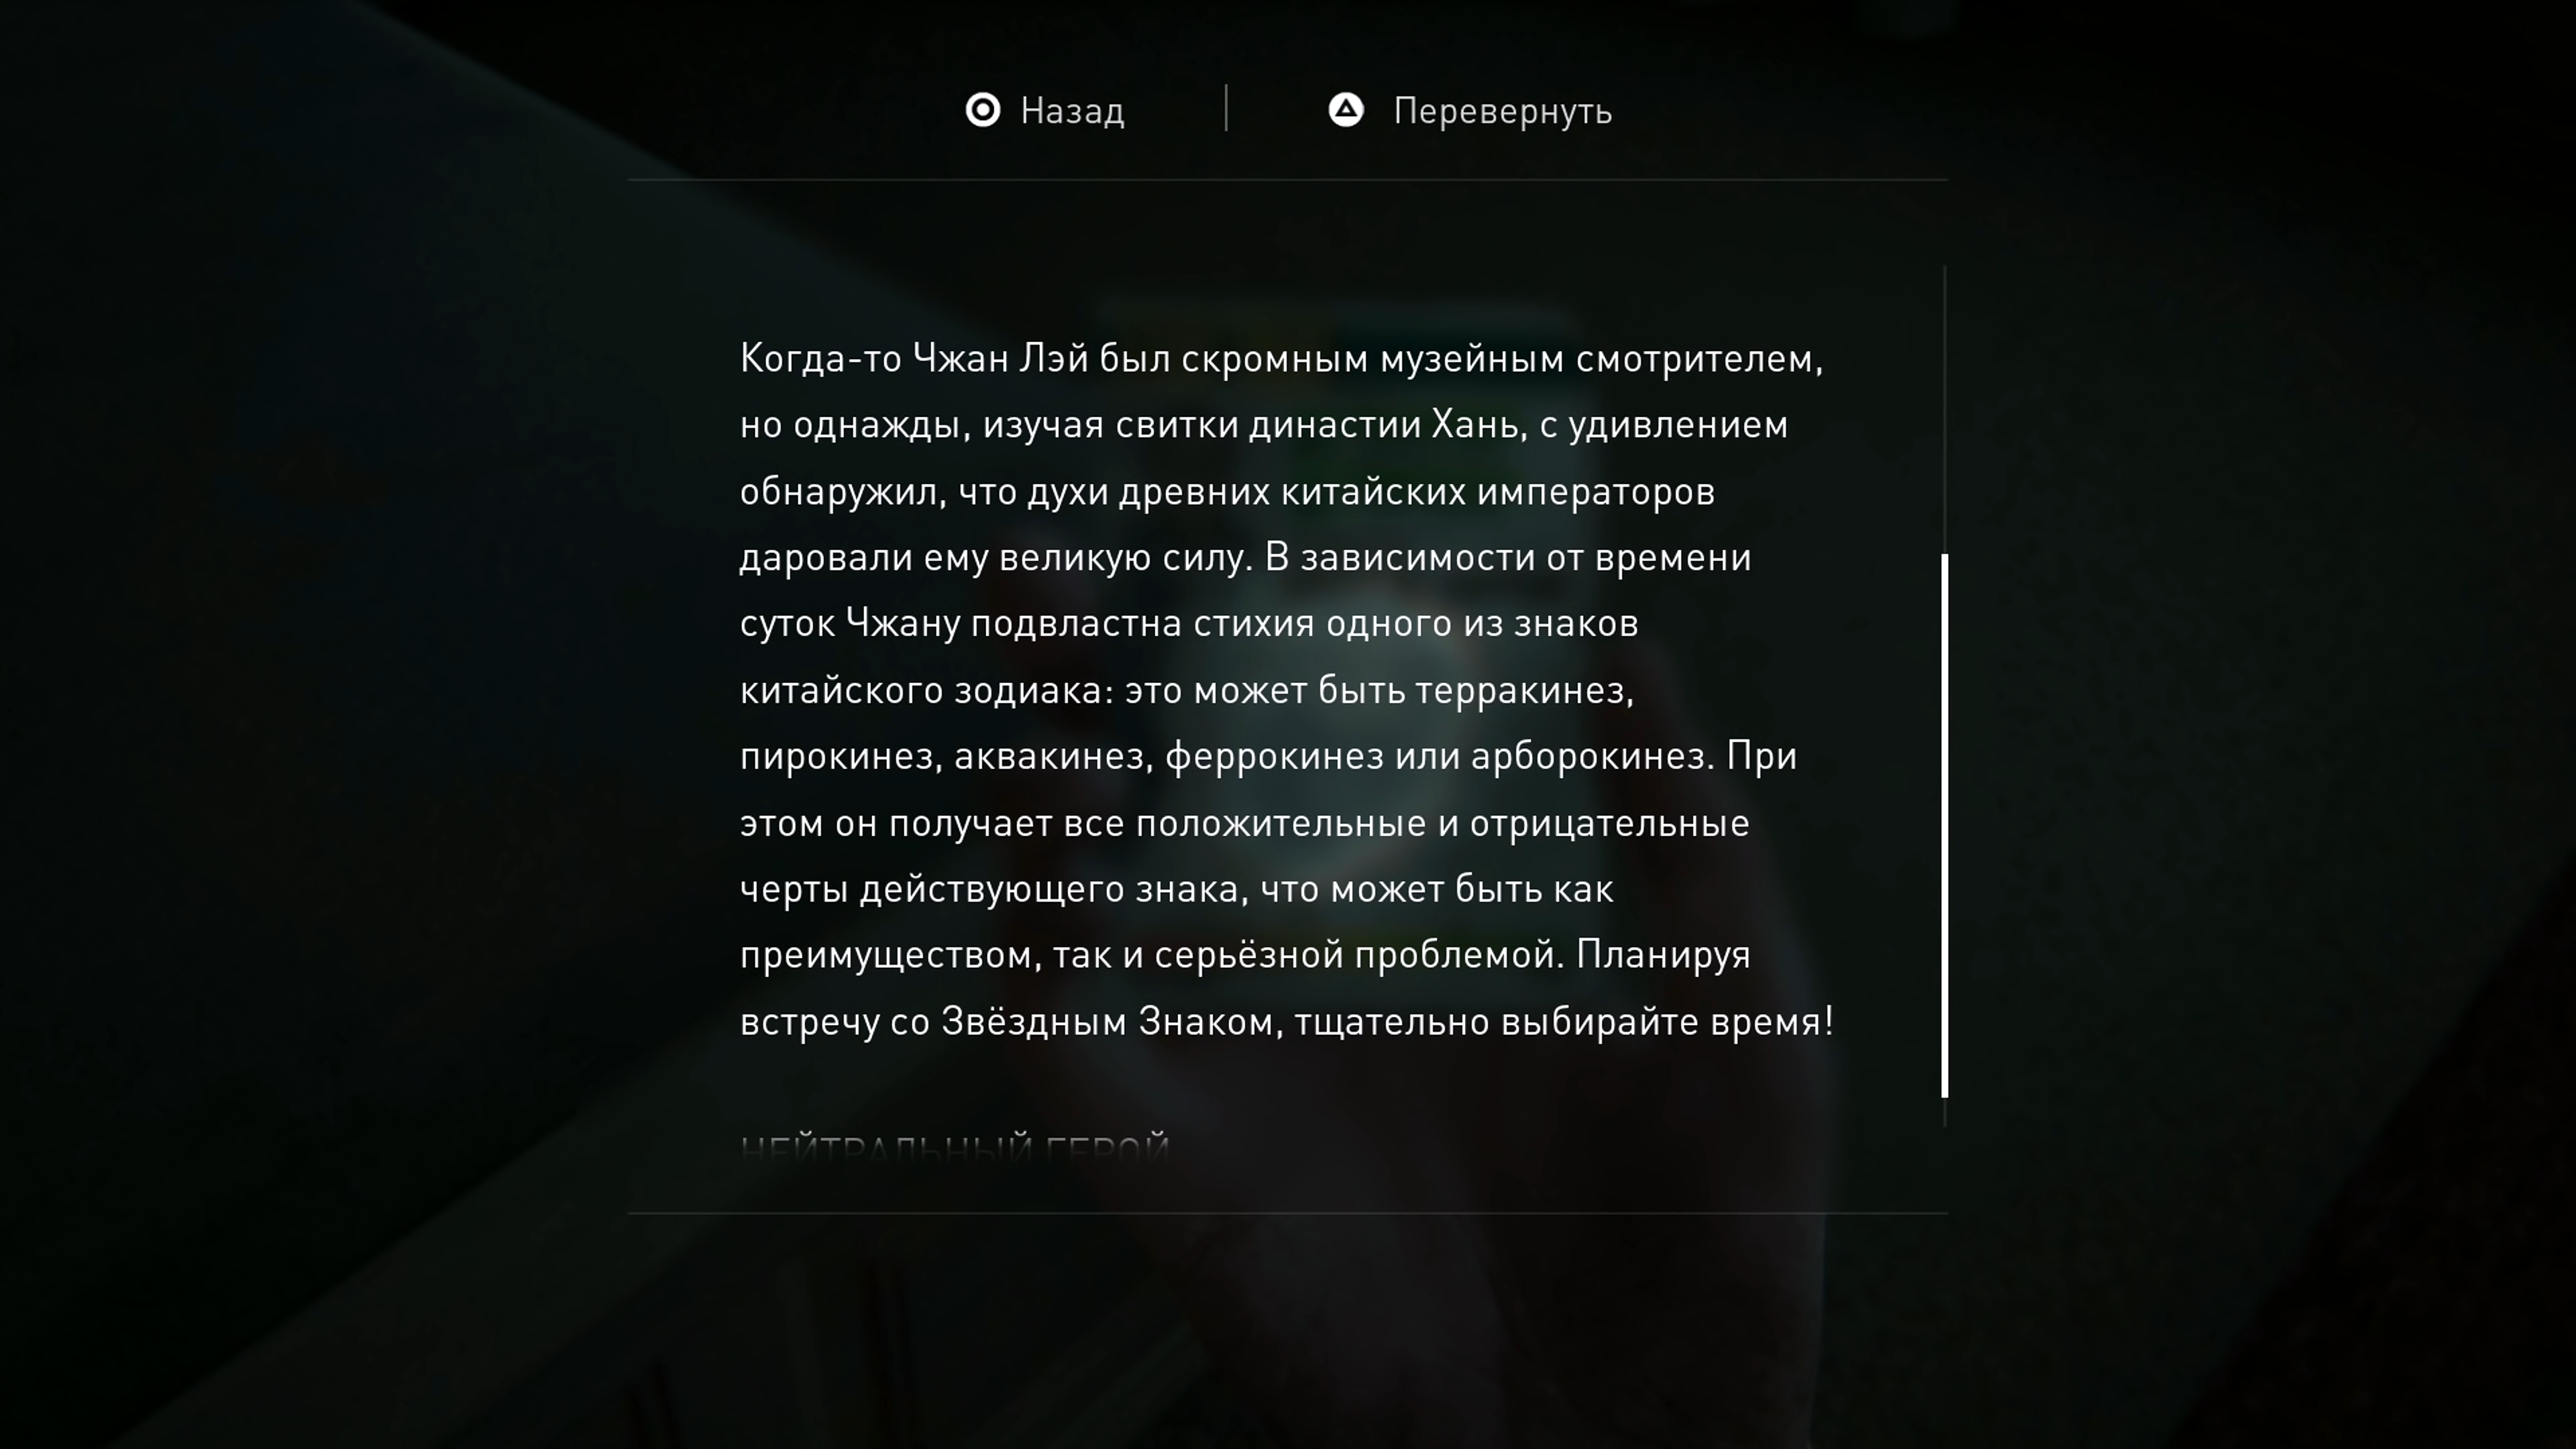 Назад
Перевернуть
Когда-то Чжан Лэй был скромным музейным смотрителем,
но однажды, изучая свитки династии Хань, с удивлением
обнаружил, что духи древних китайских императоров
даровали ему великую силу. В зависимости от времени
суток Чжану подвластна стихия одного из знаков
китайского зодиака: это может быть терракинез,
пирокинез, аквакинез, феррокинез или арборокинез. При
этом он получает все положительные и отрицательные
черты действующего знака, что может быть как
преимуществом, так и серьёзной проблемой. Планируя
встречу со Звёздным Знаком, тщательно выбирайте время!
НЕЙТРАЛЬНЫЙ ГЕРОЙ